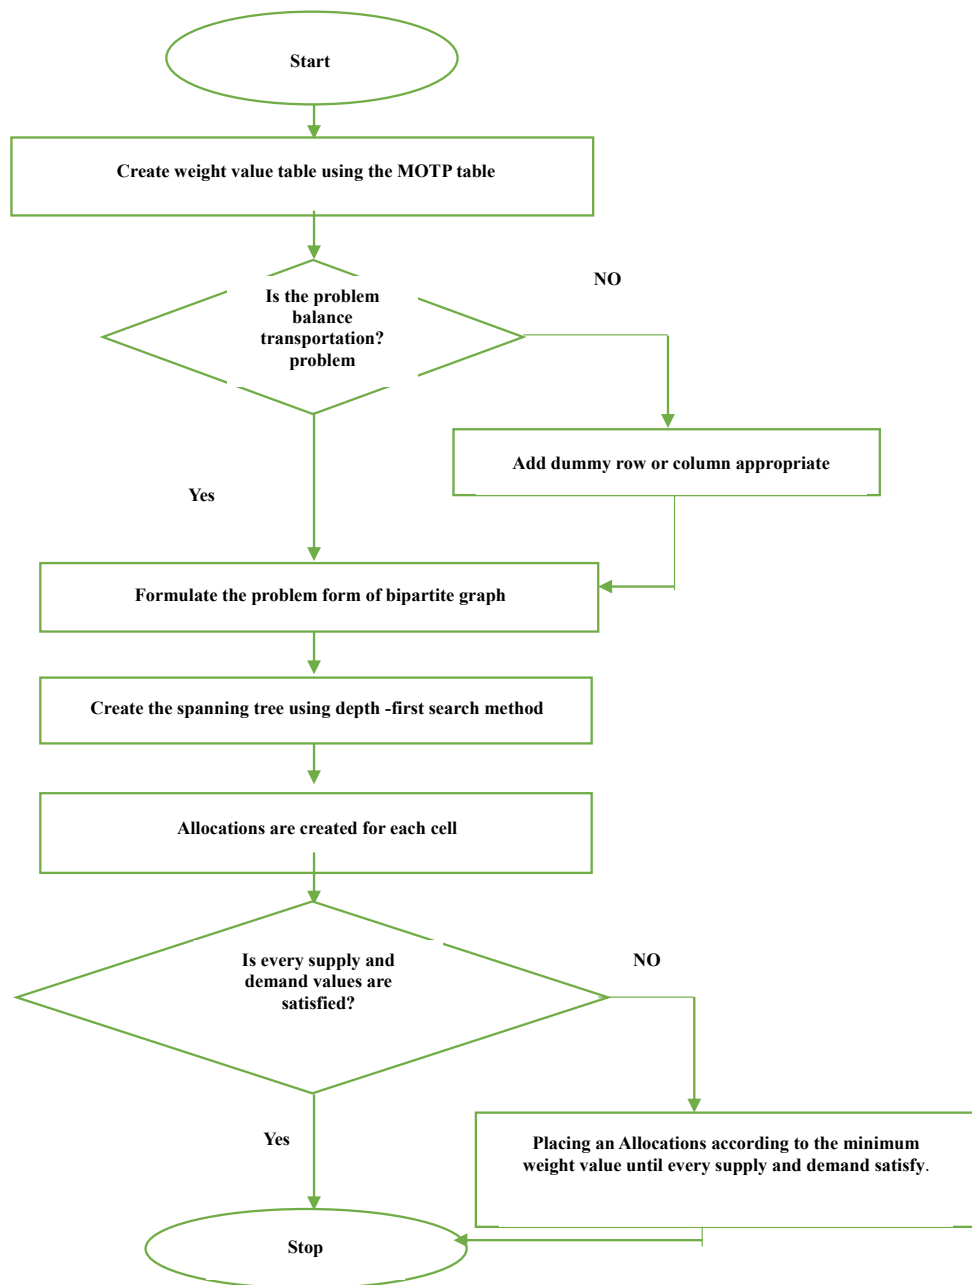 Start
Create weight value table using the MOTP table
Is the problem
balance
transportation?
problem
NO
Add dummy row or column appropriate
Yes
Formulate the problem form of bipartite graph
Create the spanning tree using depth -first search method
Allocations are created for each cell
Is every supply and
demand values are
satisfied?
NO
Yes
Placing an Allocations according to the minimum
weight value until every supply and demand satisfy.
Stop